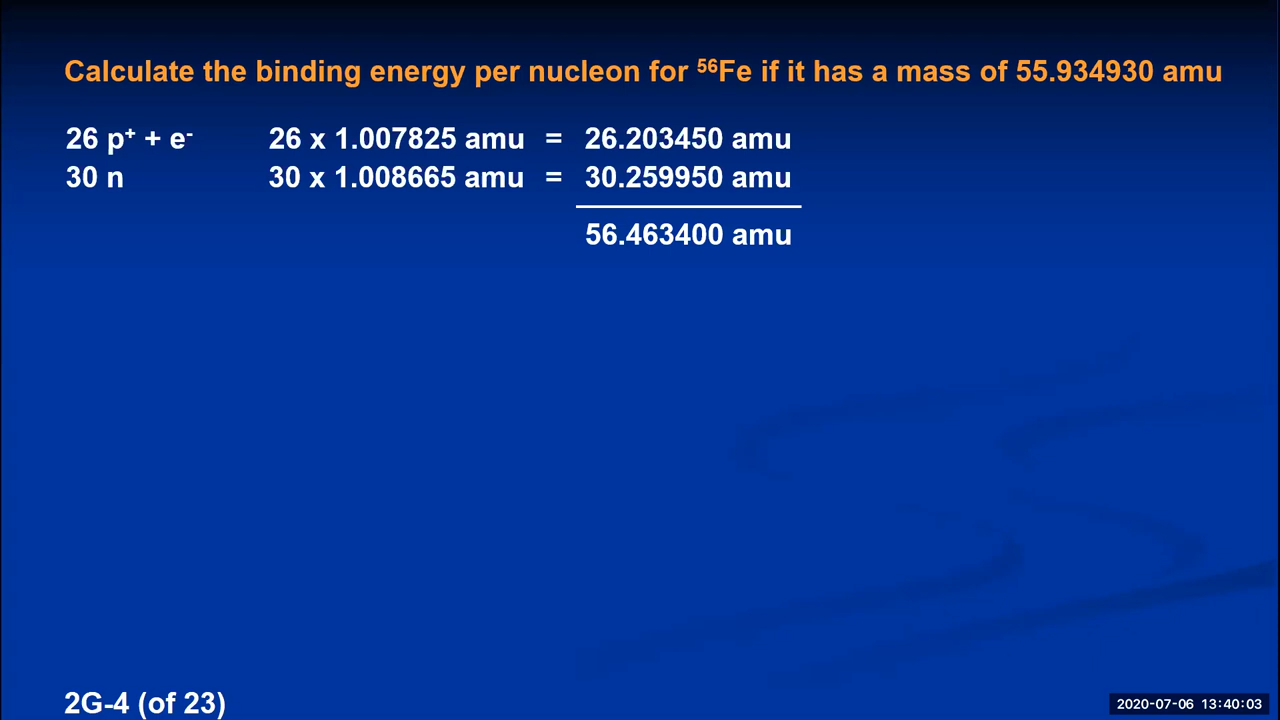 Calculate the binding energy per nucleon for ⁵⁶Fe if it has a mass of 55.934930 amu
26 p⁺ + e⁻ 26 x 1.007825 amu = 26.203450 amu
30 n 30 x 1.008665 amu = 30.259950 amu
56.463400 amu
2G-4 (of 23)
2020-07-06 13:40:03